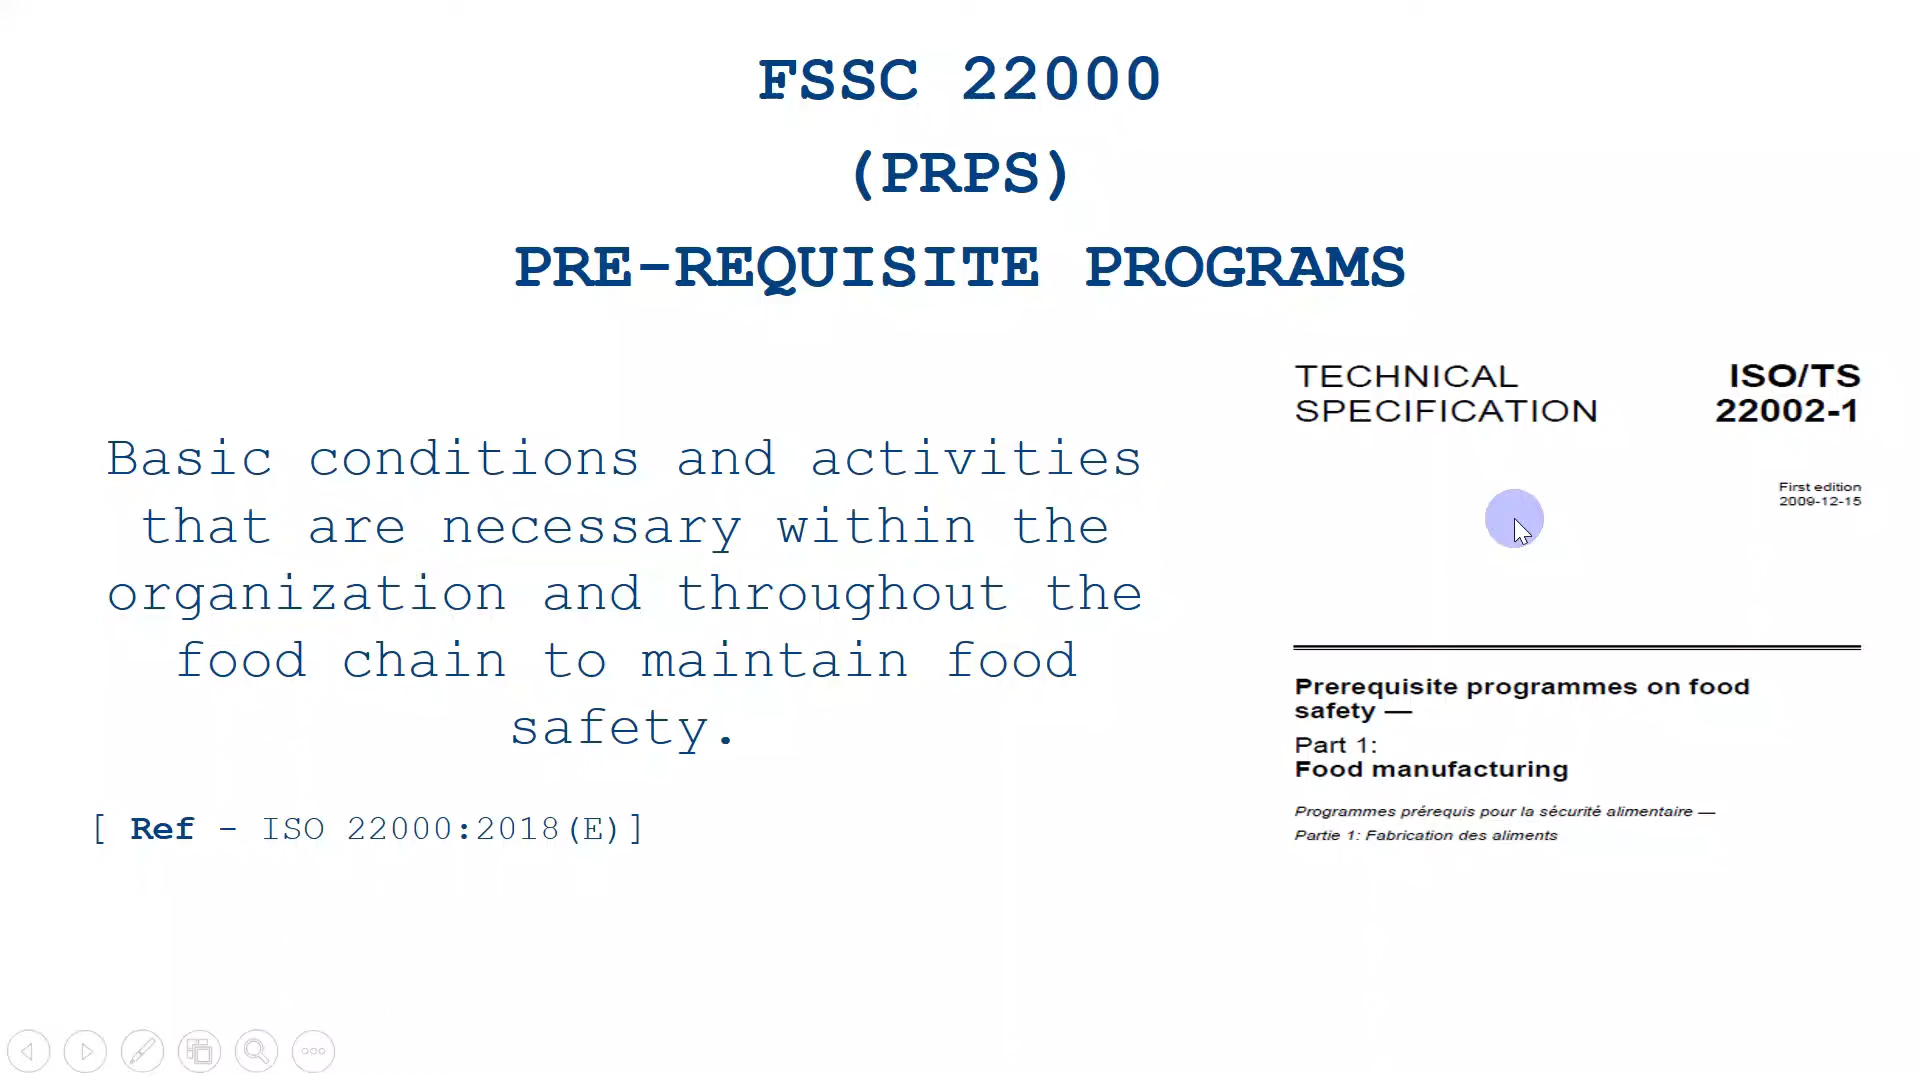 FSSC 22000
(PRPS)
PRE-REQUISITE PROGRAMS
Basic conditions and activities
that are necessary within the
organization and throughout the
food chain to maintain food
safety.
[ Ref - ISO 22000:2018(E)]
TECHNICAL
SPECIFICATION
ISO/TS
22002-1
First edition
2009-12-15
Prerequisite programmes on food
safety —
Part 1:
Food manufacturing
Programmes prérequis pour la sécurité alimentaire —
Partie 1: Fabrication des aliments